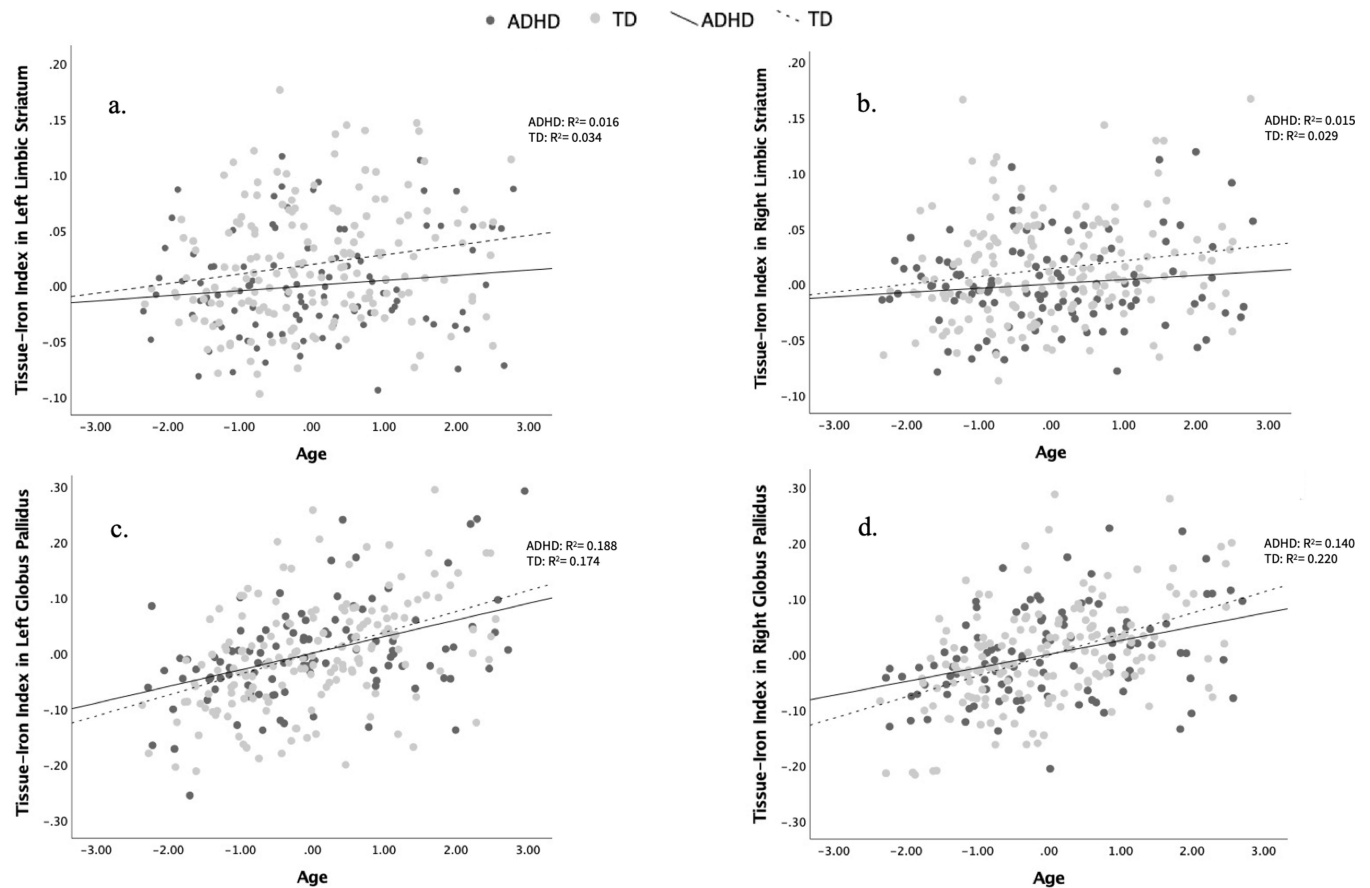 ADHD TD ADHD TD
Tissue-Iron Index in Left Limbic Striatum
.20
.15
.10
.05
.00
-.05
-.10
a.
ADHD: R²= 0.016
TD: R²= 0.034
-3.00 -2.00 -1.00 .00 1.00 2.00 3.00
Age
Tissue-Iron Index in Right Limbic Striatum
.20
.15
.10
.05
.00
-.05
-.10
b.
ADHD: R²= 0.015
TD: R²= 0.029
-3.00 -2.00 -1.00 .00 1.00 2.00 3.00
Age
Tissue-Iron Index in Left Globus Pallidus
.30
.20
.10
.00
-.10
-.20
-.30
c.
ADHD: R²= 0.188
TD: R²= 0.174
-3.00 -2.00 -1.00 .00 1.00 2.00 3.00
Age
Tissue-Iron Index in Right Globus Pallidus
.30
.20
.10
.00
-.10
-.20
-.30
d.
ADHD: R²= 0.140
TD: R²= 0.220
-3.00 -2.00 -1.00 .00 1.00 2.00 3.00
Age